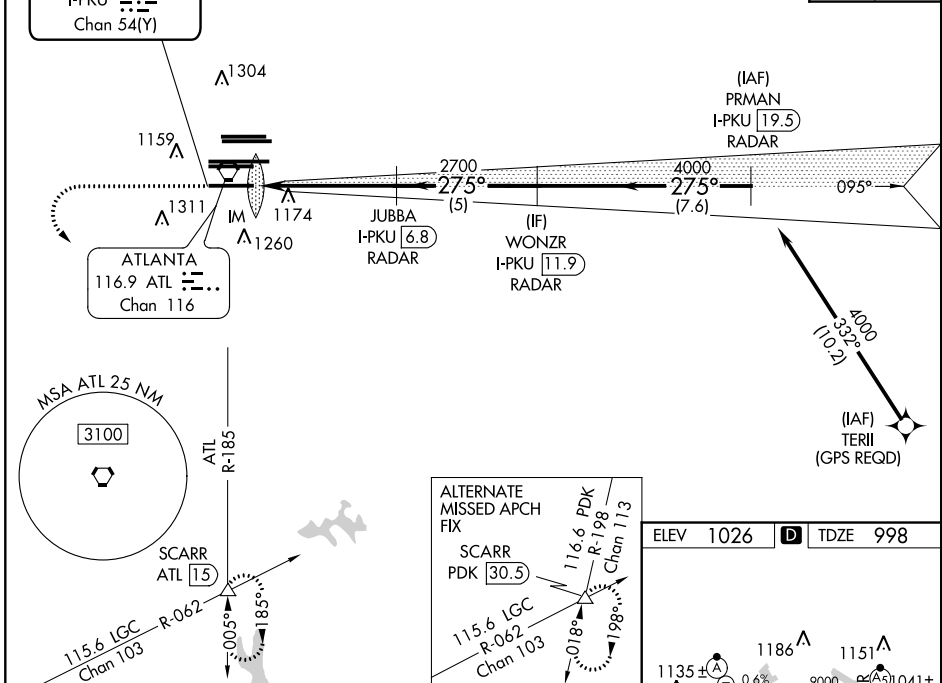 I-PKU
Chan 54(Y)
1304
(IAF)
PRMAN
I-PKU 19.5
RADAR
1159
2700
275°
(5)
4000
275°
(7.6)
095°
1311
IM
1174
1260
JUBBA
I-PKU 6.8
RADAR
(IF)
WONZR
I-PKU 11.9
RADAR
ATLANTA
116.9 ATL
Chan 116
4000
332°
(10.2)
(IAF)
TERII
(GPS REQD)
MSA ATL 25 NM
3100
ATL
R-185
SCARR
ATL 15
115.6 LGC
R-062
Chan 103
005°
185°
ALTERNATE
MISSED APCH
FIX
SCARR
PDK 30.5
116.6 PDK
R-198
Chan 113
115.6 LGC
R-062
Chan 103
018°
198°
ELEV 1026
D
TDZE 998
1186
1151
1135±
A
0.6%
9000
R
A5
1041±